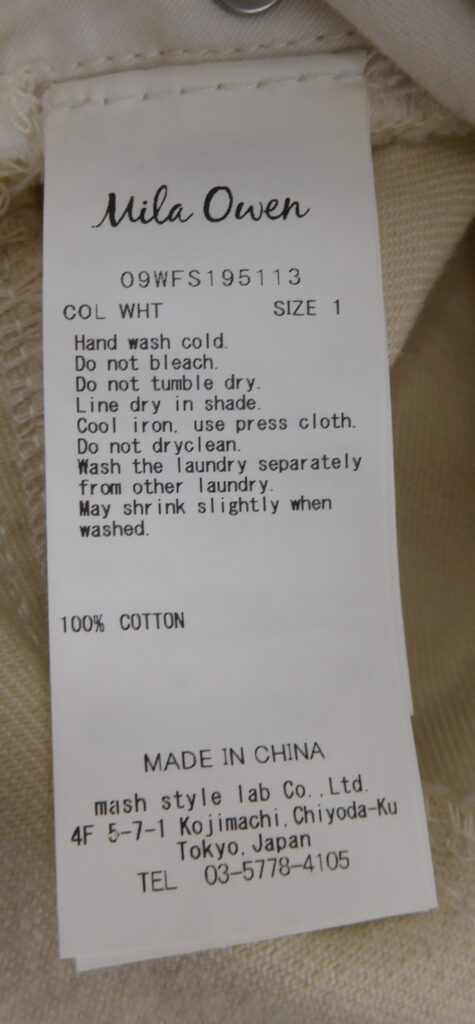 Mila Owen
09WFS195113
COL WHT SIZE 1
Hand wash cold.
Do not bleach.
Do not tumble dry.
Line dry in shade.
Cool iron, use press cloth.
Do not dryclean.
Wash the laundry separately
from other laundry.
May shrink slightly when
washed.
100% COTTON
MADE IN CHINA
mash style lab Co.,Ltd.
4F 5-7-1 Kojimachi,Chiyoda-Ku
Tokyo,Japan
TEL 03-5778-4105